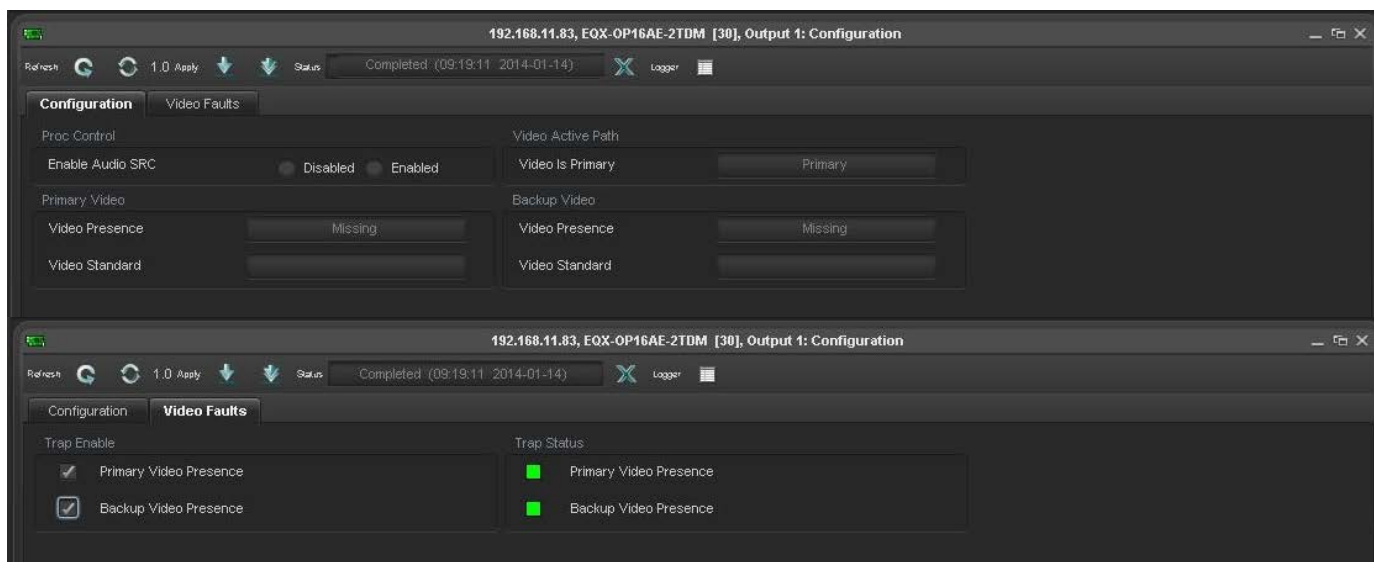 192.168.11.83, EQX-OP16AE-2TDM [30], Output 1: Configuration
Refresh 1.0 Apply Status Completed (09:19:11 2014-01-14) Logger
Configuration Video Faults
Proc Control Video Active Path
Enable Audio SRC Disabled Enabled Video Is Primary Primary
Primary Video Backup Video
Video Presence Missing Video Presence Missing
Video Standard Video Standard
192.168.11.83, EQX-OP16AE-2TDM [30], Output 1: Configuration
Refresh 1.0 Apply Status Completed (09:19:11 2014-01-14) Logger
Configuration Video Faults
Trap Enable Trap Status
Primary Video Presence Primary Video Presence
Backup Video Presence Backup Video Presence